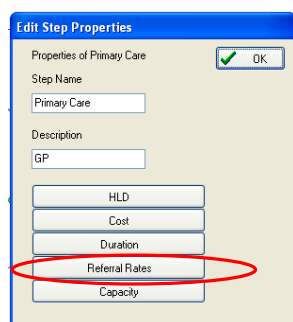 Edit Step Properties
Properties of Primary Care
OK
Step Name
Primary Care
Description
GP
HLD
Cost
Duration
Referral Rates
Capacity